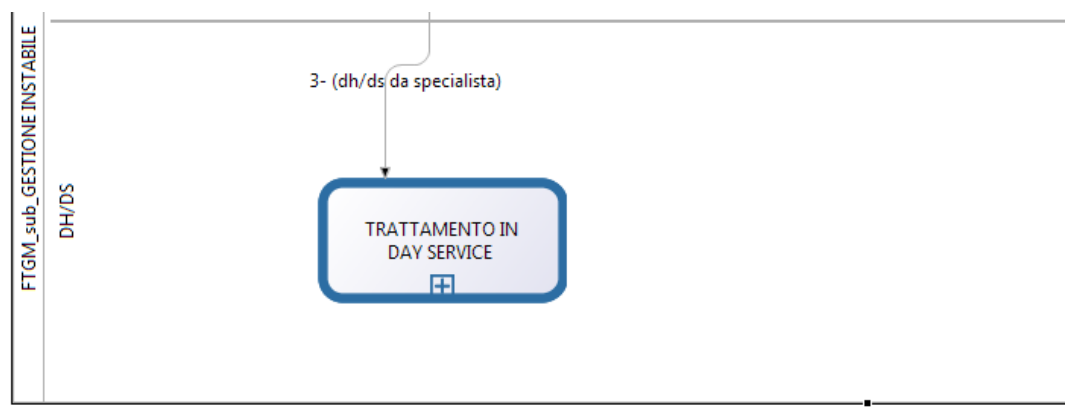 FTGM_sub_GESTIONE INSTABILE
DH/DS
3- (dh/ds da specialista)
TRATTAMENTO IN
DAY SERVICE